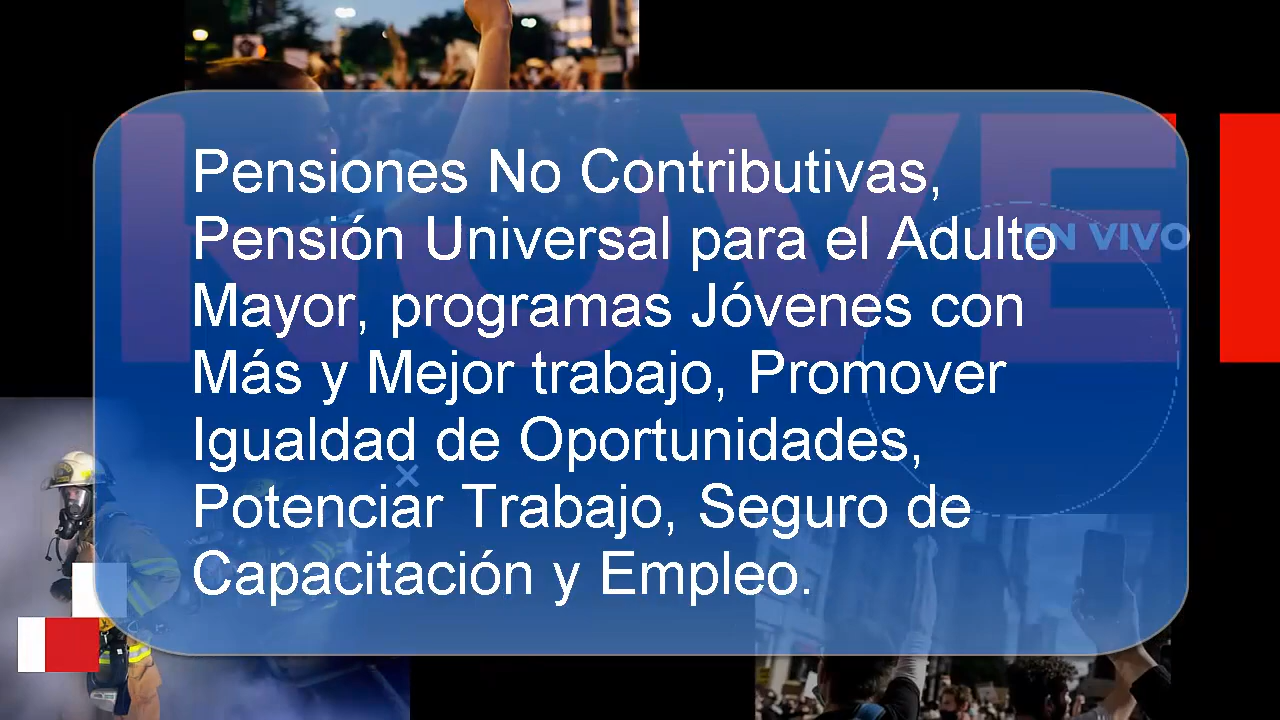 Pensiones No Contributivas,
Pensión Universal para el Adulto
Mayor, programas Jóvenes con
Más y Mejor trabajo, Promover
Igualdad de Oportunidades,
Potenciar Trabajo, Seguro de
Capacitación y Empleo.
EN VIVO